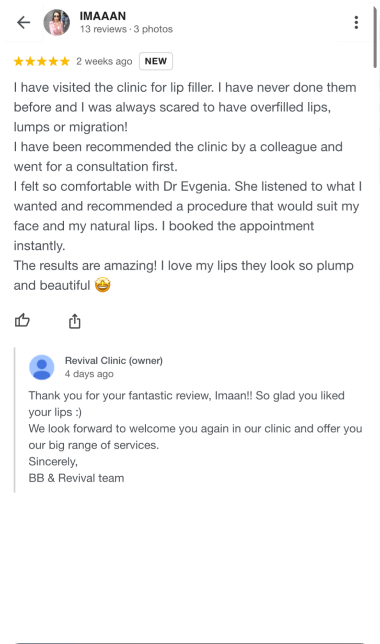 IMAAAN
13 reviews · 3 photos
★★★★★ 2 weeks ago NEW
I have visited the clinic for lip filler. I have never done them
before and I was always scared to have overfilled lips,
lumps or migration!
I have been recommended the clinic by a colleague and
went for a consultation first.
I felt so comfortable with Dr Evgenia. She listened to what I
wanted and recommended a procedure that would suit my
face and my natural lips. I booked the appointment
instantly.
The results are amazing! I love my lips they look so plump
and beautiful 🤩
Revival Clinic (owner)
4 days ago
Thank you for your fantastic review, Imaan!! So glad you liked
your lips :)
We look forward to welcome you again in our clinic and offer you
our big range of services.
Sincerely,
BB & Revival team